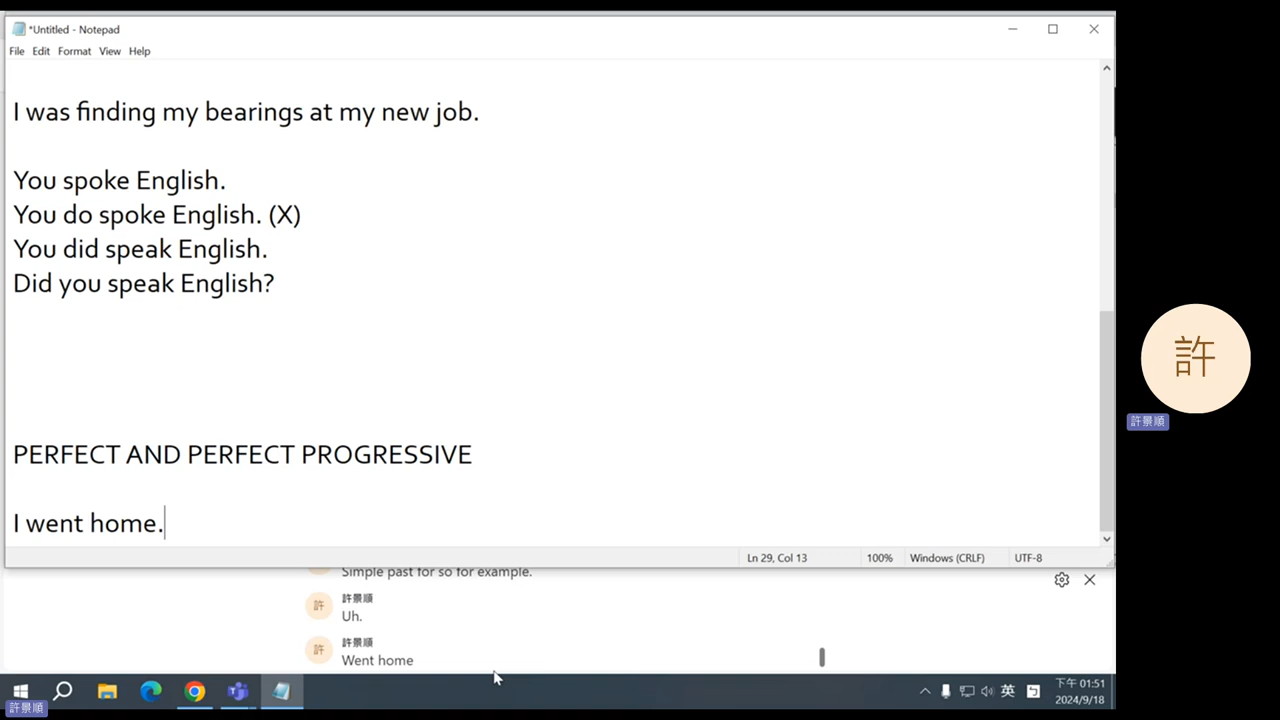 *Untitled - Notepad
File Edit Format View Help
I was finding my bearings at my new job.
You spoke English.
You do spoke English. (X)
You did speak English.
Did you speak English?
PERFECT AND PERFECT PROGRESSIVE
I went home.
Ln 29, Col 13 100% Windows (CRLF) UTF-8
Simple past for so for example.
許 許景順
Uh.
許 許景順
Went home
許
許景順
英 下午 01:51
2024/9/18
許景順